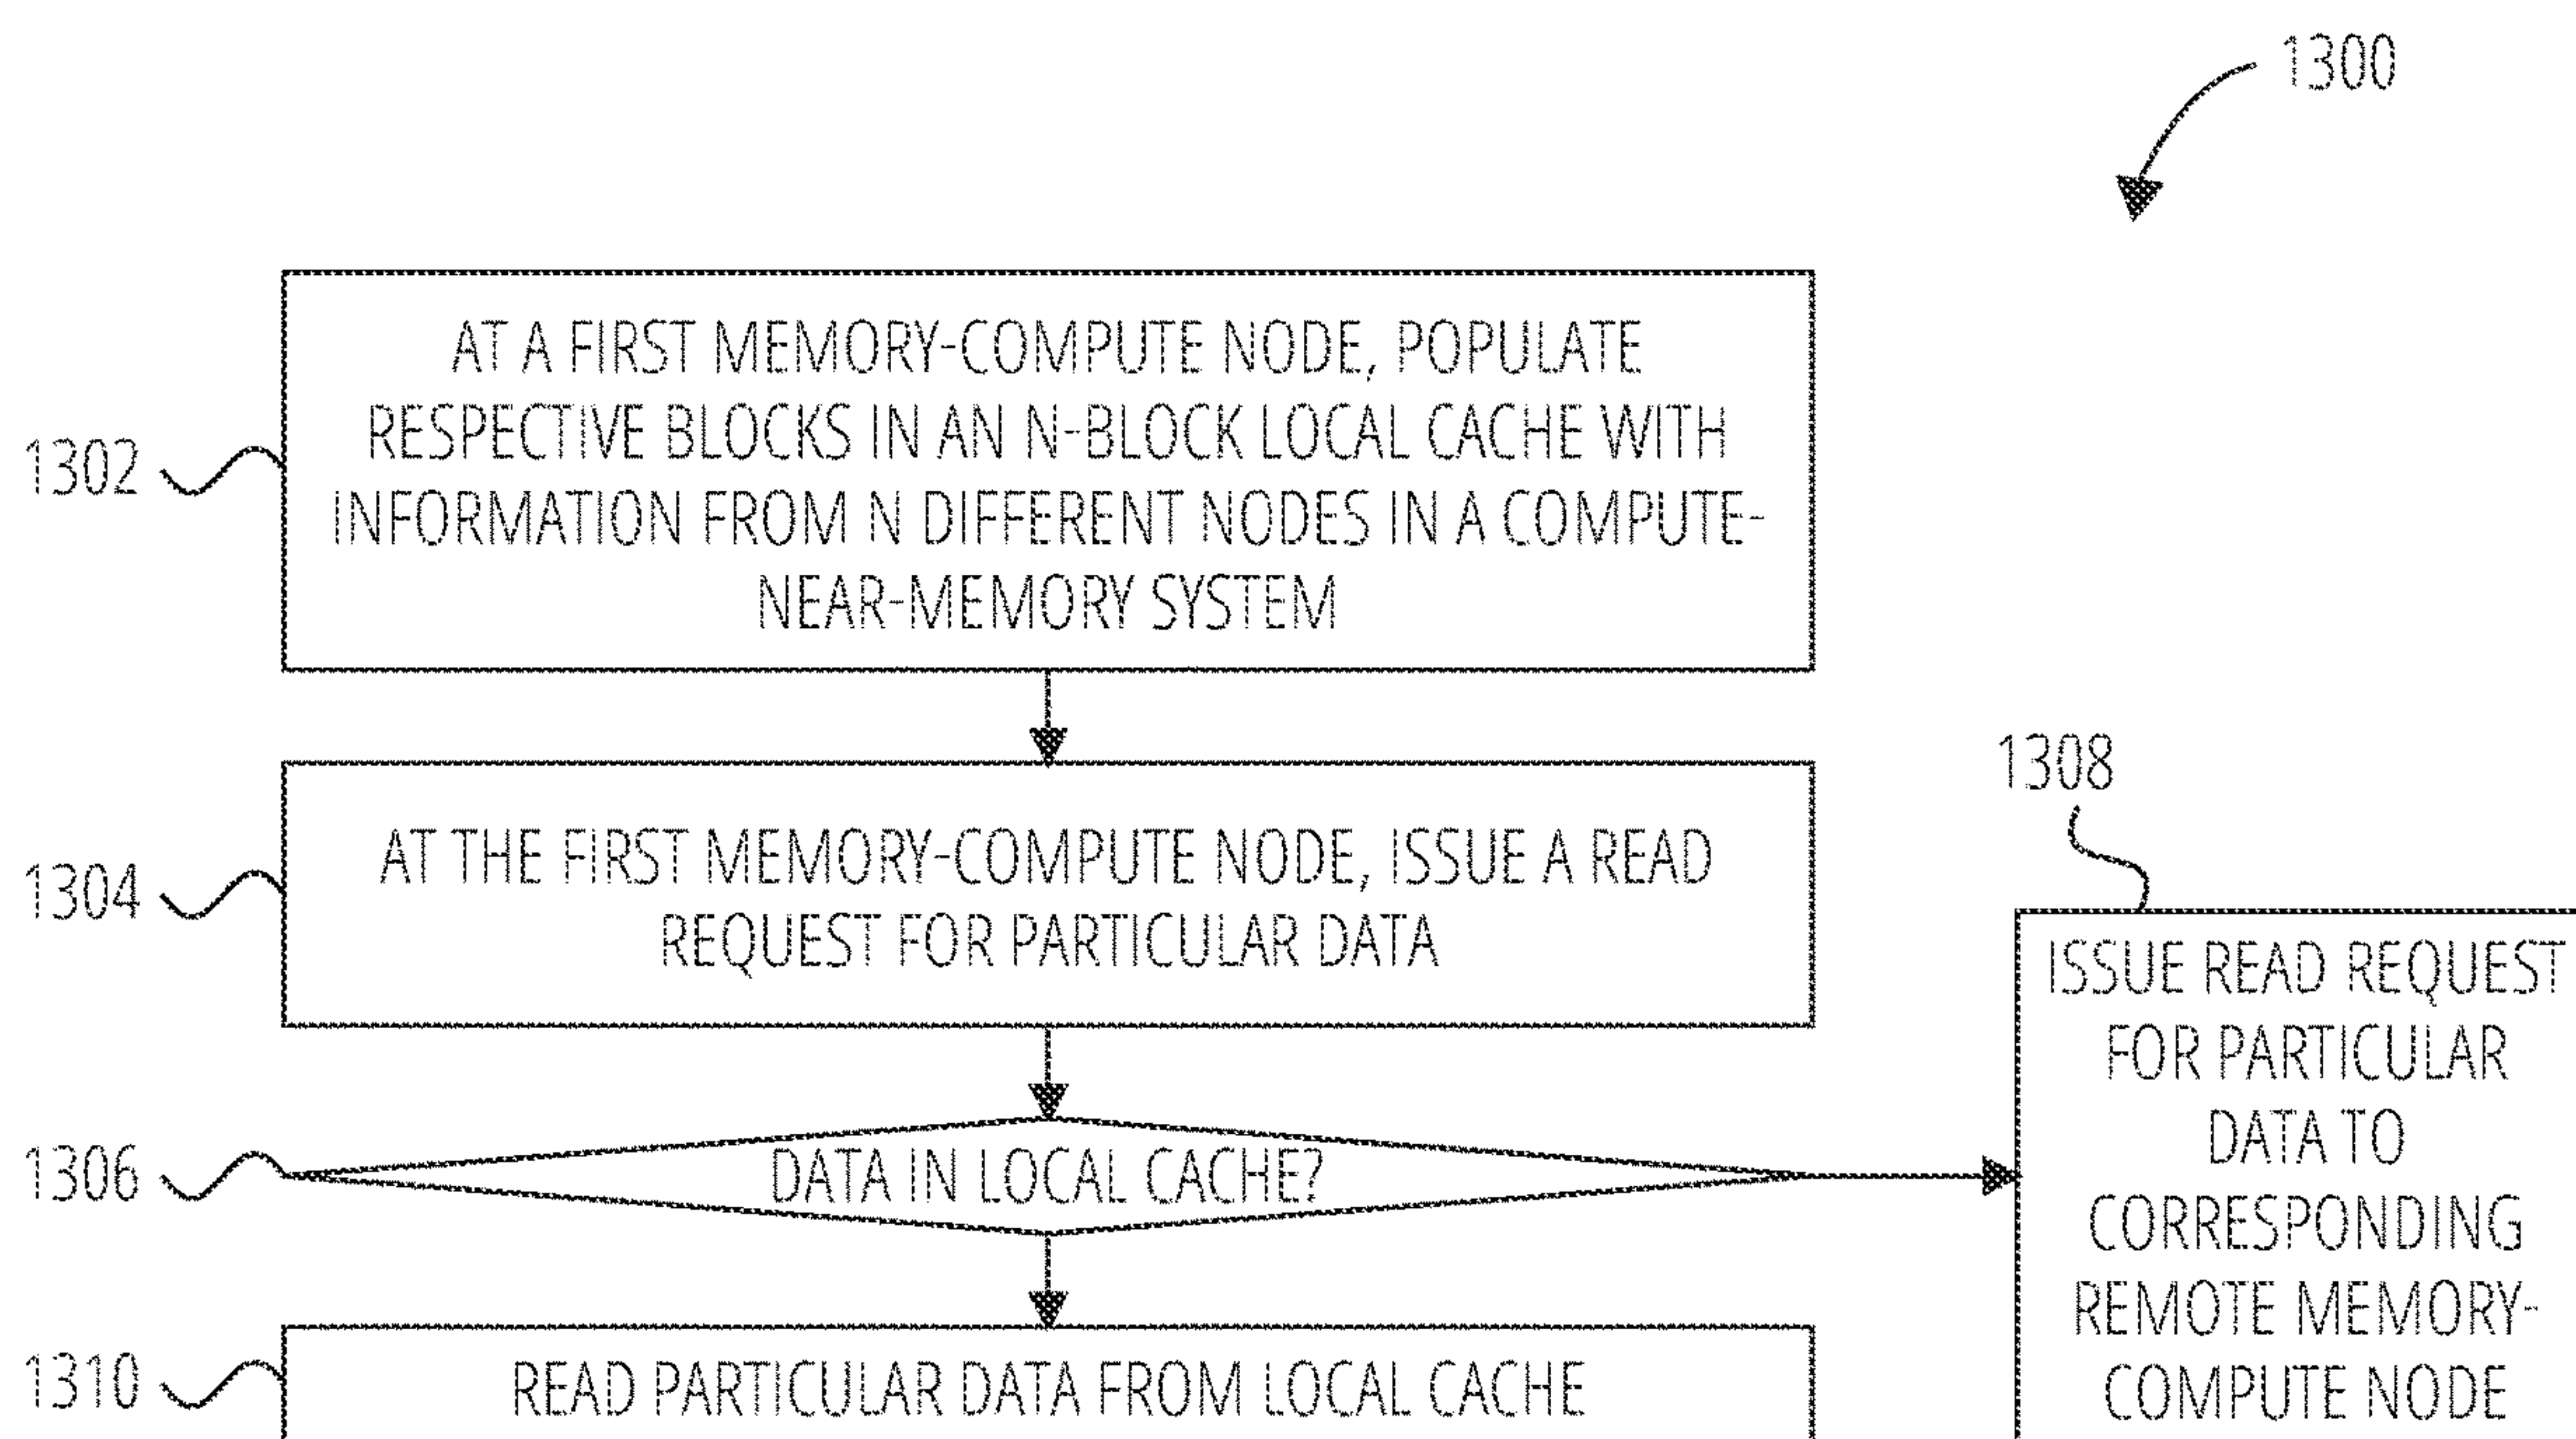 1300
AT A FIRST MEMORY-COMPUTE NODE, POPULATE
RESPECTIVE BLOCKS IN AN N-BLOCK LOCAL CACHE WITH
INFORMATION FROM N DIFFERENT NODES IN A COMPUTE-
NEAR-MEMORY SYSTEM
1302
AT THE FIRST MEMORY-COMPUTE NODE, ISSUE A READ
REQUEST FOR PARTICULAR DATA
1304
DATA IN LOCAL CACHE?
1306
1308
ISSUE READ REQUEST
FOR PARTICULAR
DATA TO
CORRESPONDING
REMOTE MEMORY-
COMPUTE NODE
READ PARTICULAR DATA FROM LOCAL CACHE
1310